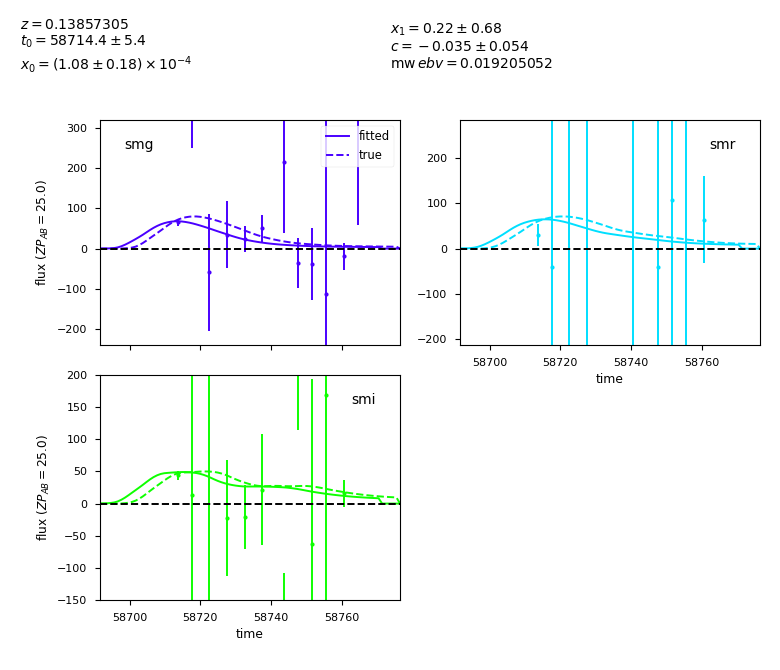 z = 0.13857305
t₀ = 58714.4 ± 5.4
x₀ = (1.08 ± 0.18) × 10⁻⁴
x₁ = 0.22 ± 0.68
c = −0.035 ± 0.054
mw ebv = 0.019205052
smg
fitted
true
300
200
100
0
−100
−200
flux (ZP_AB = 25.0)
smr
200
100
0
−100
−200
58700 58720 58740 58760
time
smi
200
150
100
50
0
−50
−100
−150
flux (ZP_AB = 25.0)
58700 58720 58740 58760
time